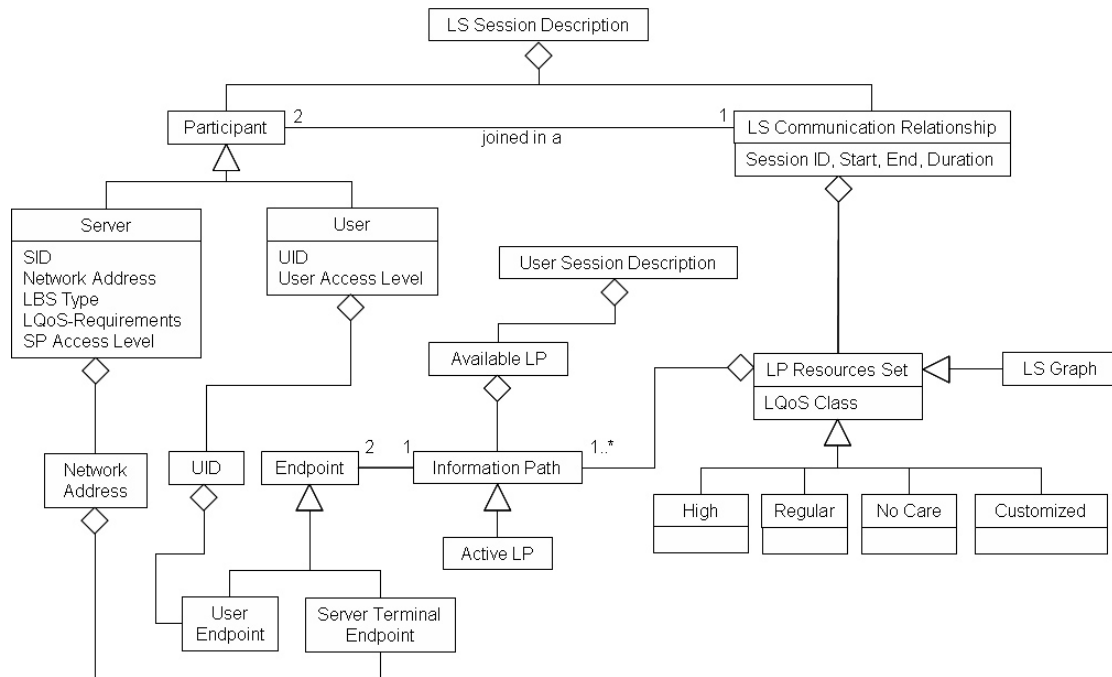 LS Session Description
Participant
2
1
joined in a
LS Communication Relationship
Session ID, Start, End, Duration
Server
SID
Network Address
LBS Type
LQoS-Requirements
SP Access Level
User
UID
User Access Level
User Session Description
Available LP
LP Resources Set
LQoS Class
LS Graph
Network
Address
UID
Endpoint
2
1
Information Path
1..*
High
Regular
No Care
Customized
Active LP
User
Endpoint
Server Terminal
Endpoint